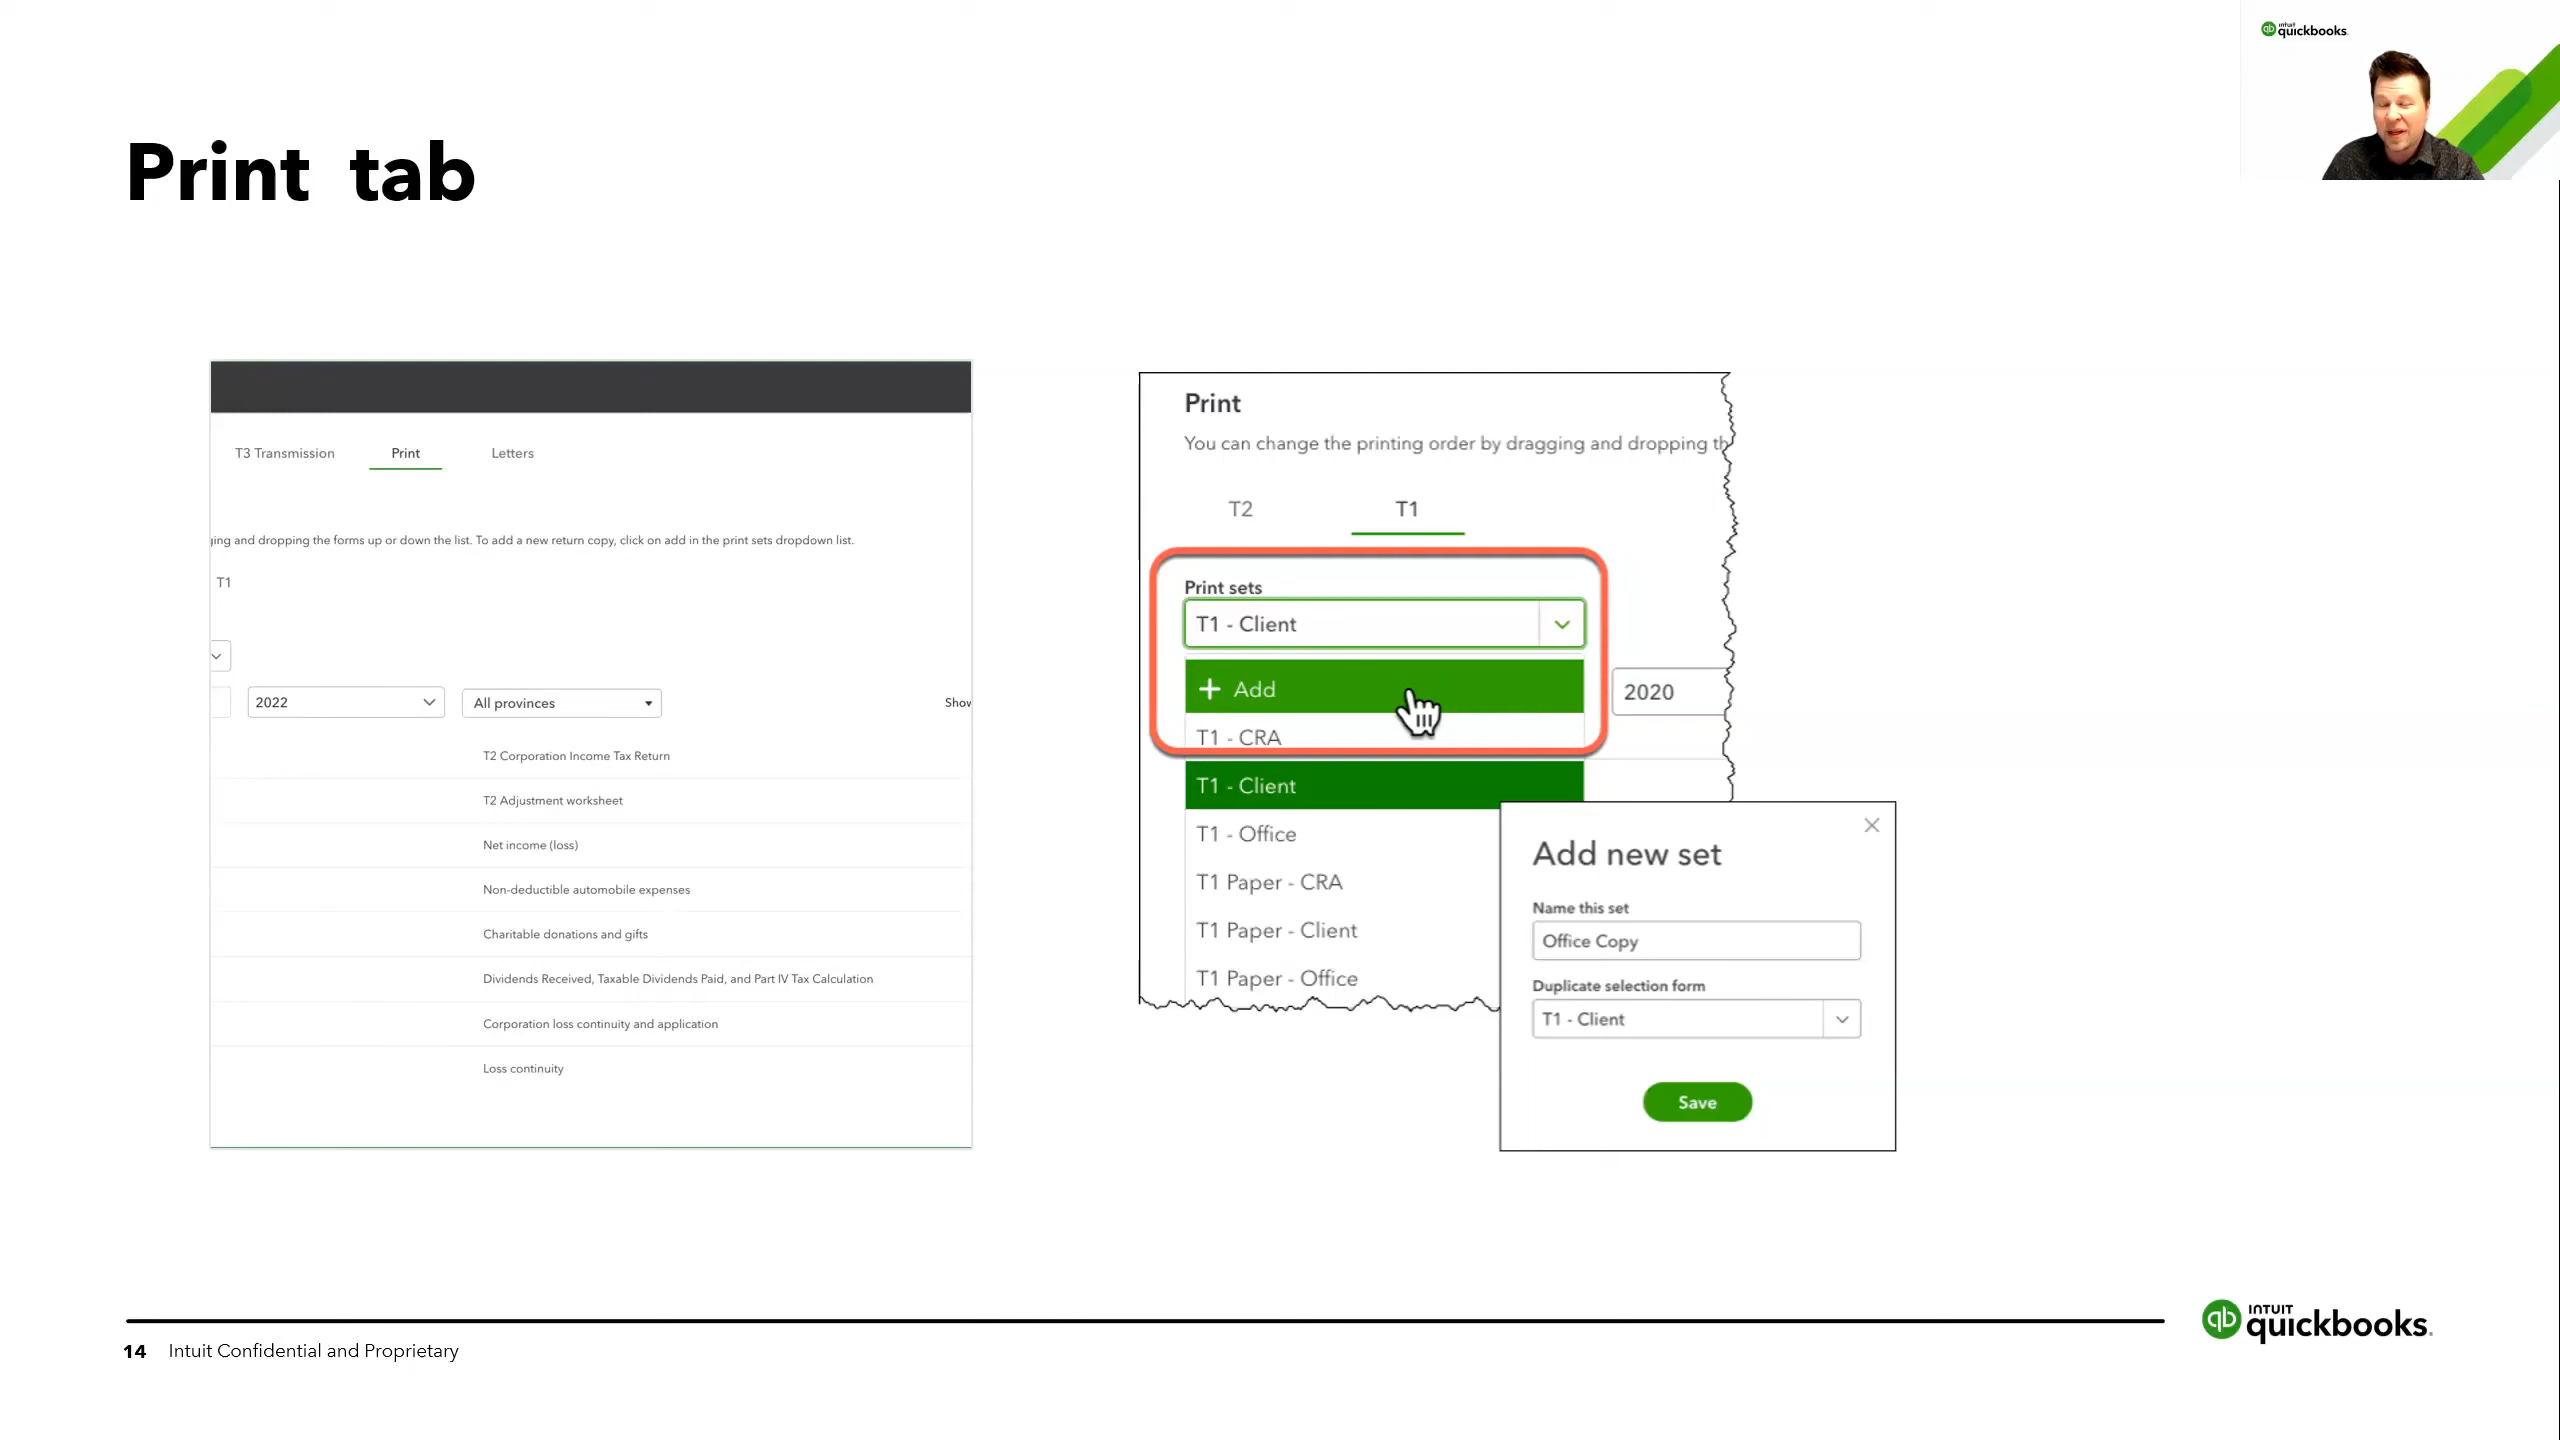 intuit
quickbooks.
Print tab
T3 Transmission
Print
Letters
ging and dropping the forms up or down the list. To add a new return copy, click on add in the print sets dropdown list.
T1
2022
All provinces
Show
T2 Corporation Income Tax Return
T2 Adjustment worksheet
Net income (loss)
Non-deductible automobile expenses
Charitable donations and gifts
Dividends Received, Taxable Dividends Paid, and Part IV Tax Calculation
Corporation loss continuity and application
Loss continuity
Print
You can change the printing order by dragging and dropping th
T2
T1
Print sets
T1 - Client
+ Add
2020
T1 - CRA
T1 - Client
T1 - Office
T1 Paper - CRA
T1 Paper - Client
T1 Paper - Office
Add new set
Name this set
Office Copy
Duplicate selection form
T1 - Client
Save
14 Intuit Confidential and Proprietary
qb
INTUIT
quickbooks.